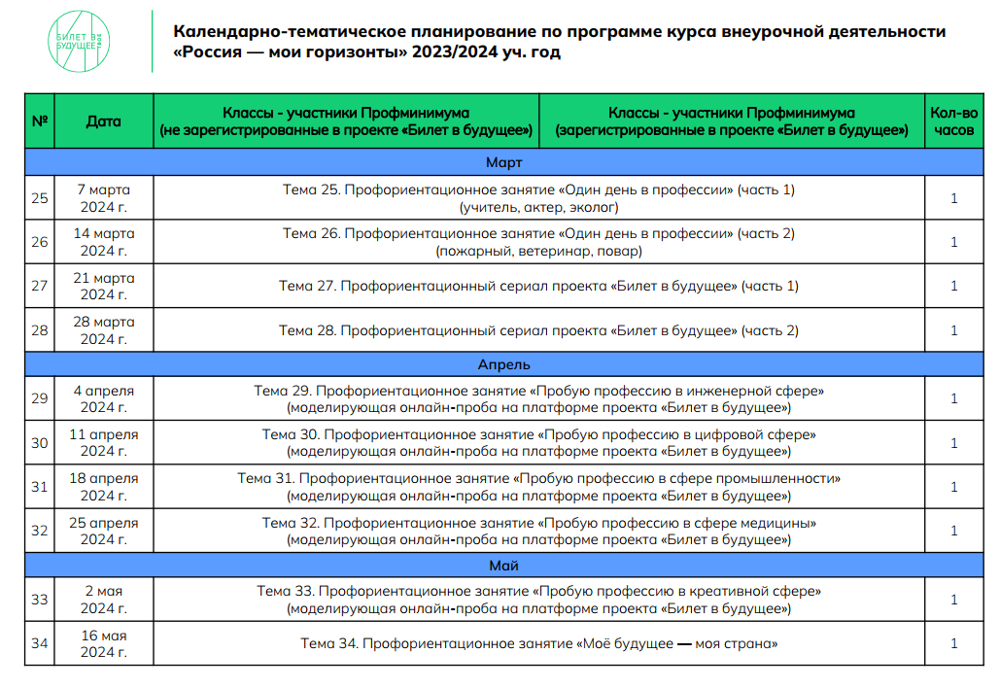 БИЛЕТ В
БУДУЩЕЕ
ТВОЁ
Календарно-тематическое планирование по программе курса внеурочной деятельности
«Россия — мои горизонты» 2023/2024 уч. год
№
Дата
Классы - участники Профминимума
(не зарегистрированные в проекте «Билет в будущее»)
Классы - участники Профминимума
(зарегистрированные в проекте «Билет в будущее»)
Кол-во
часов
Март
25
7 марта
2024 г.
Тема 25. Профориентационное занятие «Один день в профессии» (часть 1)
(учитель, актер, эколог)
1
26
14 марта
2024 г.
Тема 26. Профориентационное занятие «Один день в профессии» (часть 2)
(пожарный, ветеринар, повар)
1
27
21 марта
2024 г.
Тема 27. Профориентационный сериал проекта «Билет в будущее» (часть 1)
1
28
28 марта
2024 г.
Тема 28. Профориентационный сериал проекта «Билет в будущее» (часть 2)
1
Апрель
29
4 апреля
2024 г.
Тема 29. Профориентационное занятие «Пробую профессию в инженерной сфере»
(моделирующая онлайн-проба на платформе проекта «Билет в будущее»)
1
30
11 апреля
2024 г.
Тема 30. Профориентационное занятие «Пробую профессию в цифровой сфере»
(моделирующая онлайн-проба на платформе проекта «Билет в будущее»)
1
31
18 апреля
2024 г.
Тема 31. Профориентационное занятие «Пробую профессию в сфере промышленности»
(моделирующая онлайн-проба на платформе проекта «Билет в будущее»)
1
32
25 апреля
2024 г.
Тема 32. Профориентационное занятие «Пробую профессию в сфере медицины»
(моделирующая онлайн-проба на платформе проекта «Билет в будущее»)
1
Май
33
2 мая
2024 г.
Тема 33. Профориентационное занятие «Пробую профессию в креативной сфере»
(моделирующая онлайн-проба на платформе проекта «Билет в будущее»)
1
34
16 мая
2024 г.
Тема 34. Профориентационное занятие «Моё будущее — моя страна»
1